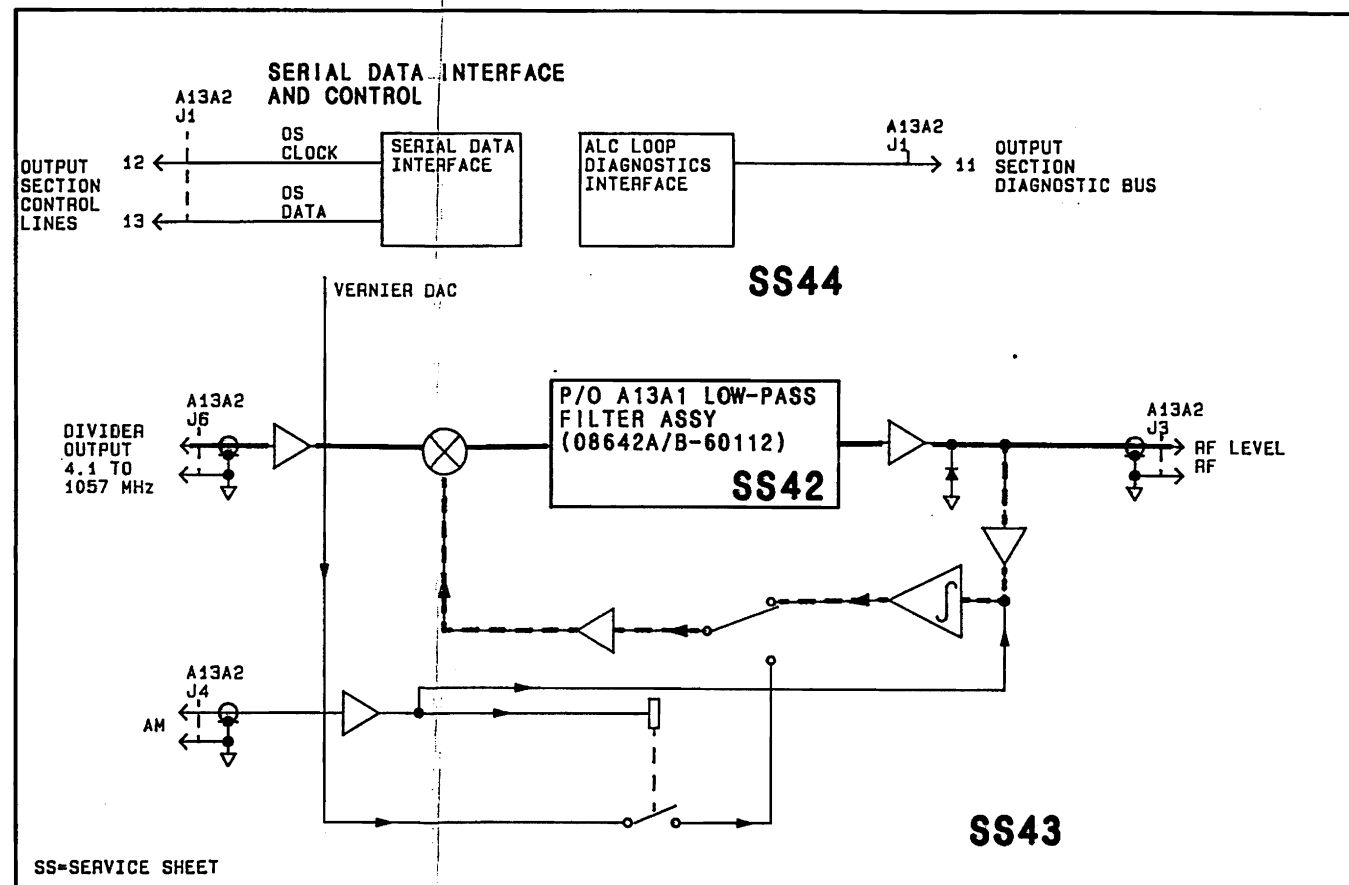 SERIAL DATA INTERFACE
AND CONTROL
A13A2
J1
OUTPUT
SECTION
CONTROL
LINES
12
13
OS
CLOCK
OS
DATA
SERIAL DATA
INTERFACE
ALC LOOP
DIAGNOSTICS
INTERFACE
A13A2
J1
11
OUTPUT
SECTION
DIAGNOSTIC BUS
SS44
VERNIER DAC
DIVIDER
OUTPUT
4.1 TO
1057 MHz
A13A2
J6
P/O A13A1 LOW-PASS
FILTER ASSY
(08642A/B-60112)
SS42
A13A2
J3
RF LEVEL
RF
∫
A13A2
J4
AM
SS43
SS=SERVICE SHEET